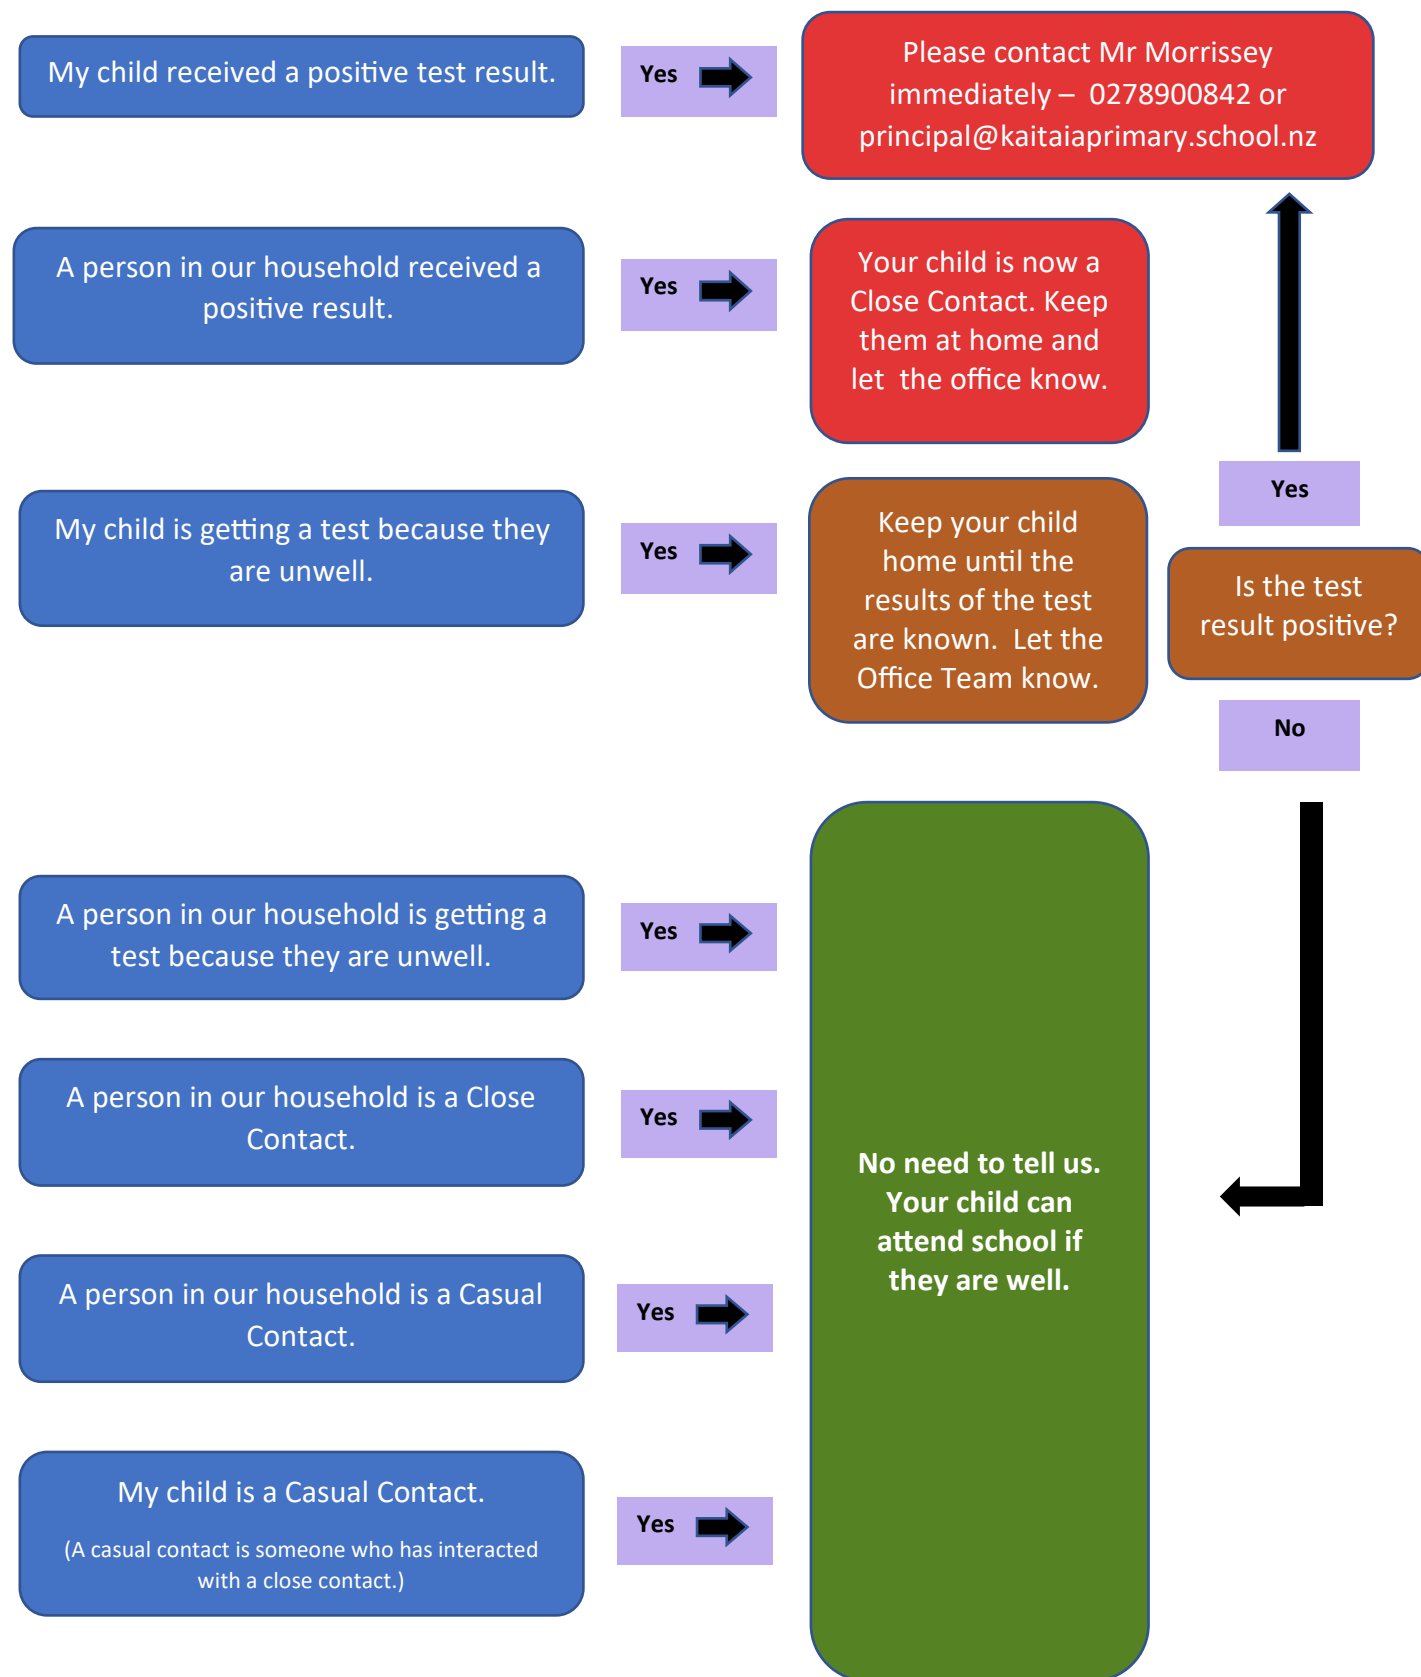 My child received a positive test result.
Yes
Please contact Mr Morrissey
immediately – 0278900842 or
principal@kaitaiaprimary.school.nz
A person in our household received a
positive result.
Yes
Your child is now a
Close Contact. Keep
them at home and
let the office know.
My child is getting a test because they
are unwell.
Yes
Keep your child
home until the
results of the test
are known. Let the
Office Team know.
Yes
Is the test
result positive?
No
A person in our household is getting a
test because they are unwell.
Yes
A person in our household is a Close
Contact.
Yes
A person in our household is a Casual
Contact.
Yes
My child is a Casual Contact.
(A casual contact is someone who has interacted
with a close contact.)
Yes
No need to tell us.
Your child can
attend school if
they are well.